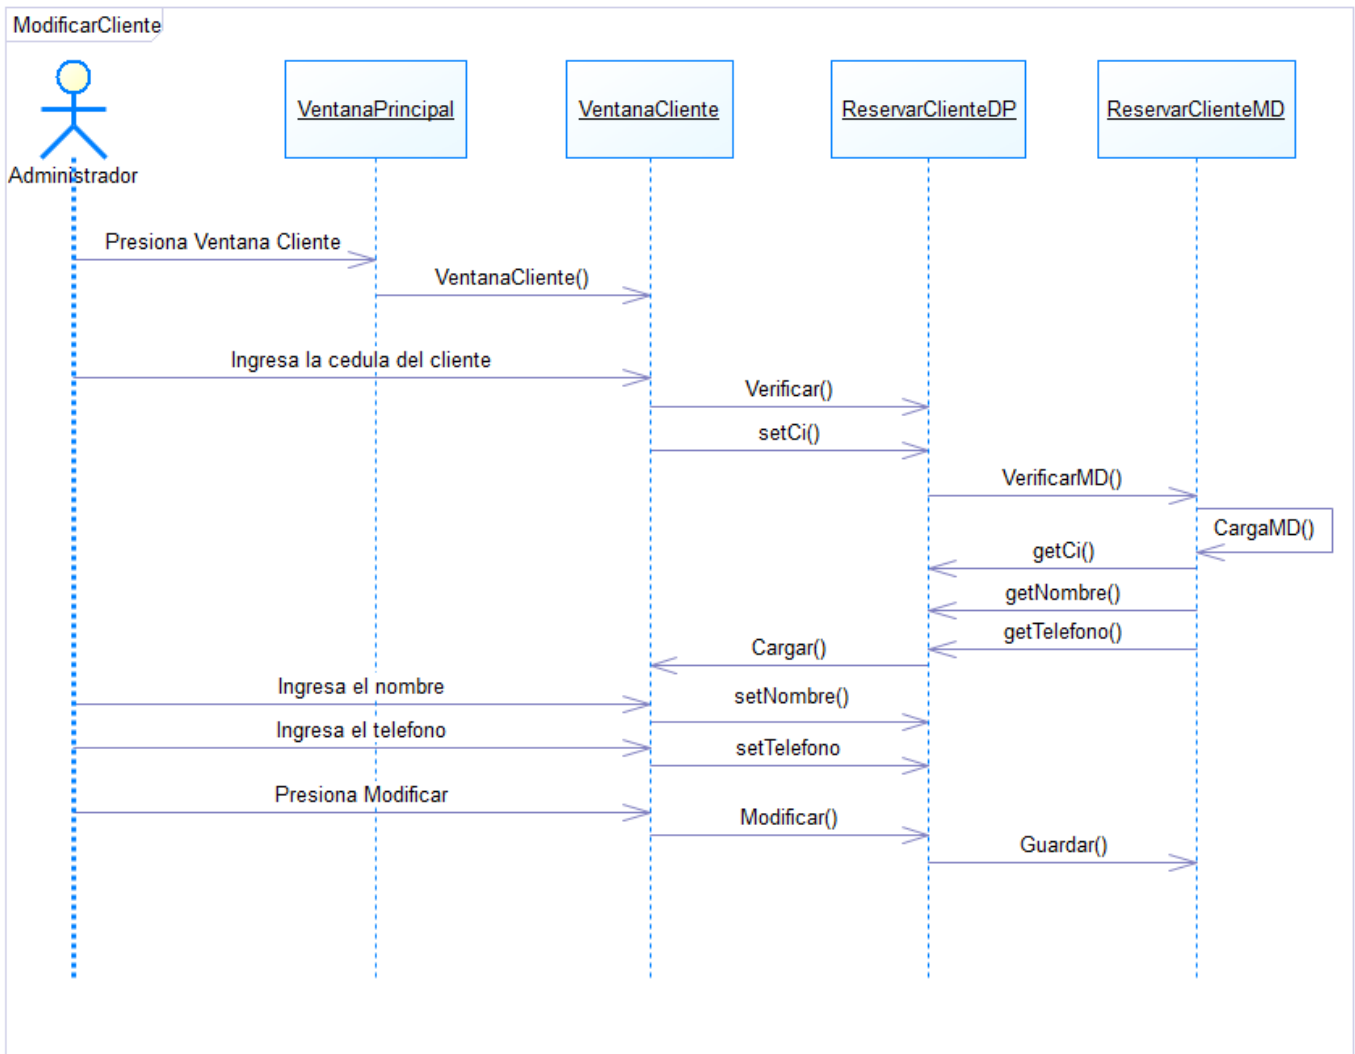 ModificarCliente
Administrador
VentanaPrincipal
VentanaCliente
ReservarClienteDP
ReservarClienteMD
Presiona Ventana Cliente
VentanaCliente()
Ingresa la cedula del cliente
Verificar()
setCi()
VerificarMD()
CargaMD()
getCi()
getNombre()
getTelefono()
Cargar()
Ingresa el nombre
setNombre()
Ingresa el telefono
setTelefono
Presiona Modificar
Modificar()
Guardar()